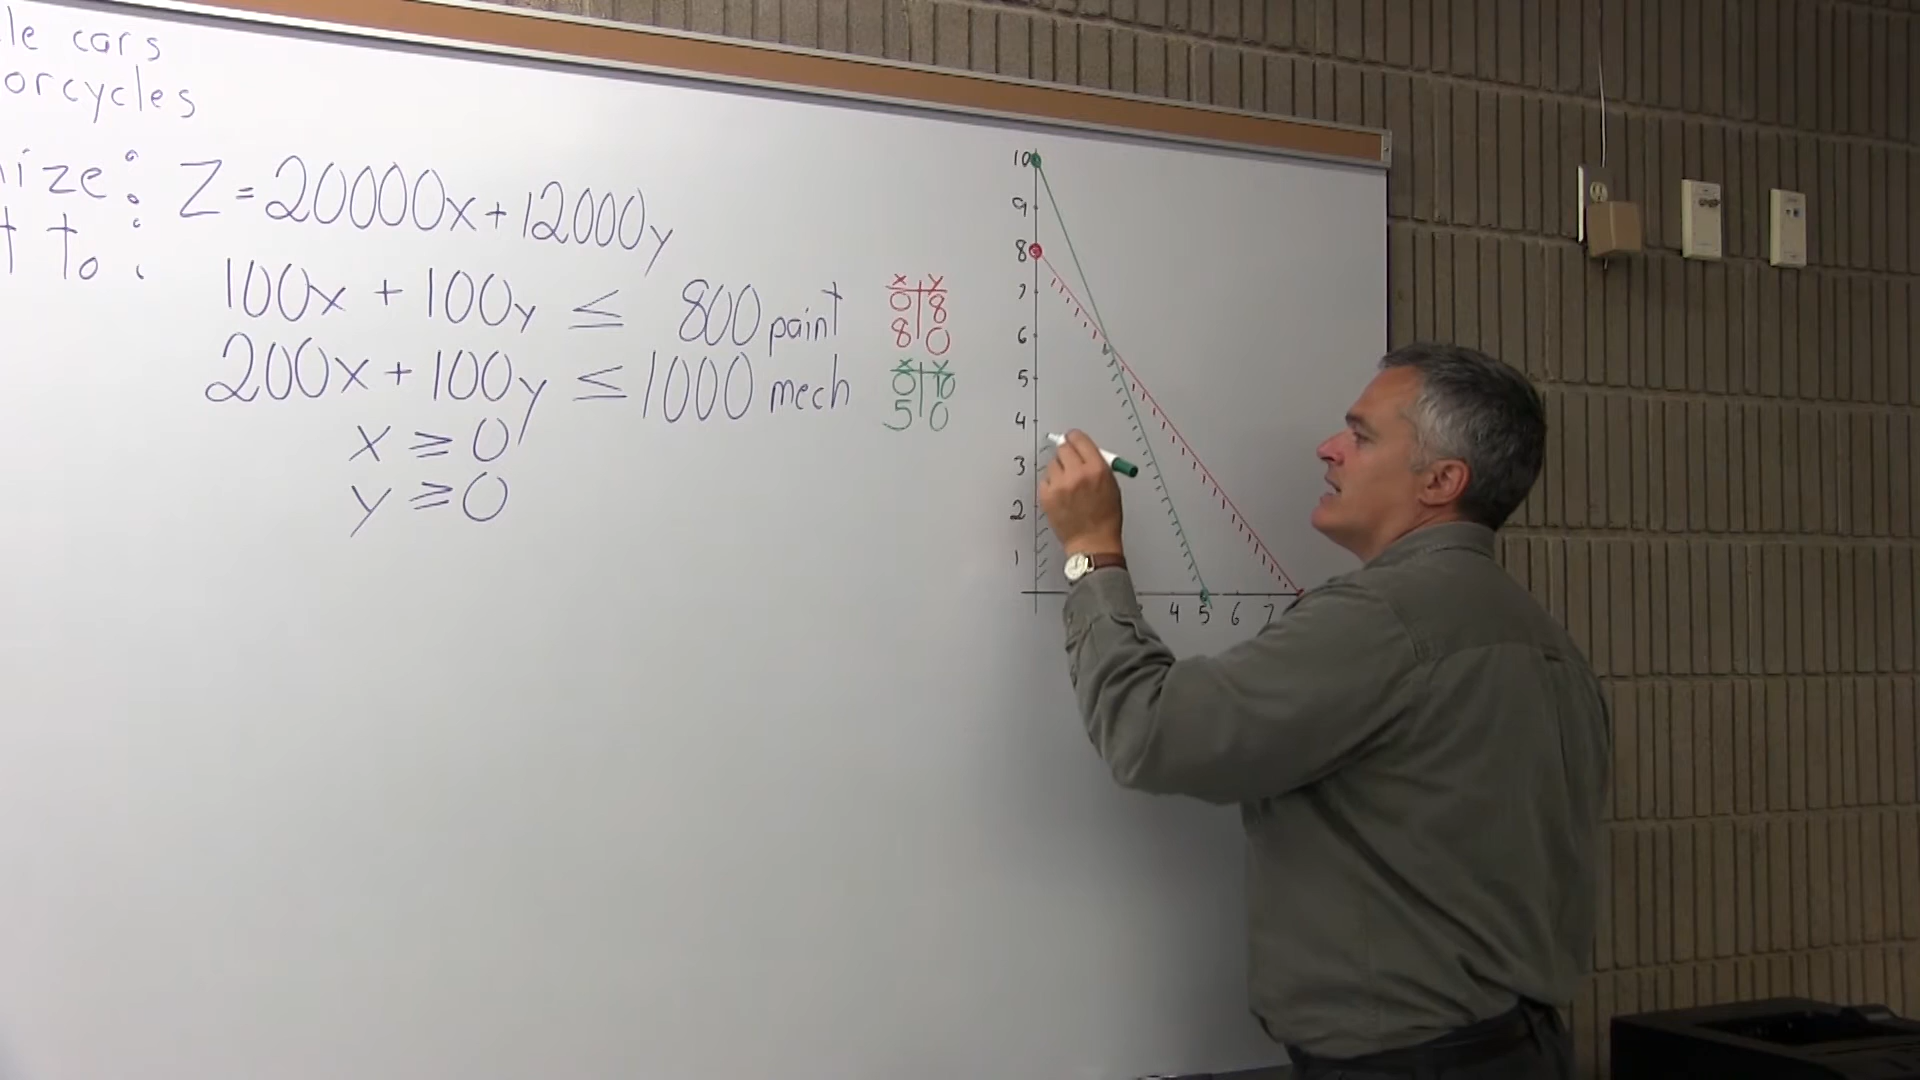 le cars
orcycles
ize: Z = 20000x + 12000y
t to:
100x + 100y ≤ 800 paint
200x + 100y ≤ 1000 mech
x ≥ 0
y ≥ 0
x y
0 8
8 0
x y
0 10
5 0
10
9
8
7
6
5
4
3
2
1
4 5 6 7